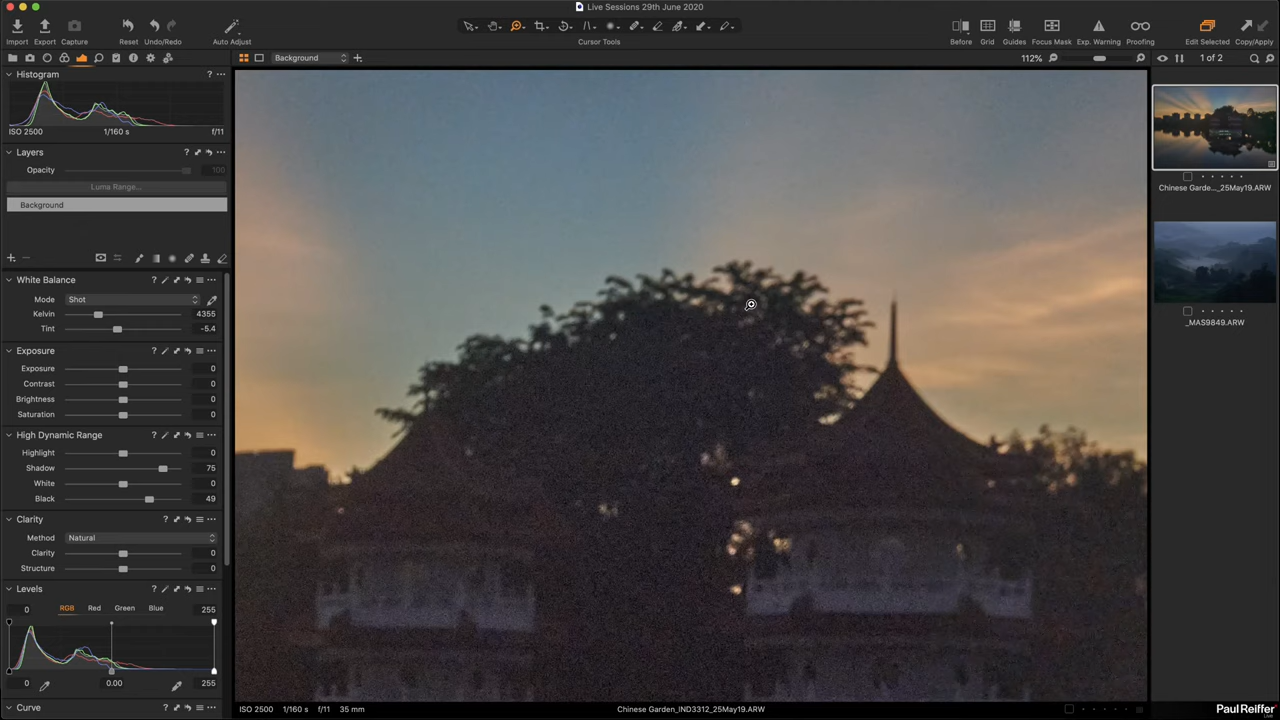 Live Sessions 29th June 2020
Import Export Capture Reset Undo/Redo Auto Adjust Cursor Tools Before Grid Guides Focus Mask Exp. Warning Proofing Edit Selected Copy/Apply
Background 112% 1 of 2
Histogram
ISO 2500 1/160 s f/11
Layers
Opacity 100
Luma Range...
Background
White Balance
Mode Shot
Kelvin 4355
Tint -5.4
Exposure
Exposure 0
Contrast 0
Brightness 0
Saturation 0
High Dynamic Range
Highlight 0
Shadow 75
White 0
Black 49
Clarity
Method Natural
Clarity 0
Structure 0
Levels
0 RGB Red Green Blue 255
0 0.00 255
Curve
ISO 2500 1/160 s f/11 35 mm Chinese Garden_IND3312_25May19.ARW
Chinese Garde..._25May19.ARW
_MAS9849.ARW
PaulReiffer
Live